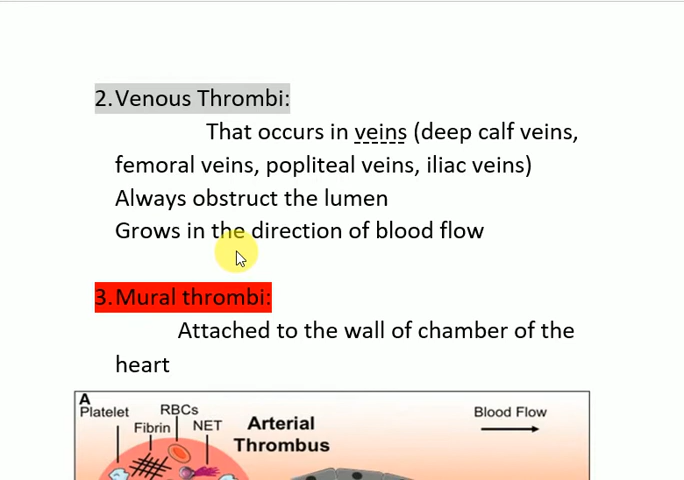 2.Venous Thrombi:
That occurs in veins (deep calf veins,
femoral veins, popliteal veins, iliac veins)
Always obstruct the lumen
Grows in the direction of blood flow
3.Mural thrombi:
Attached to the wall of chamber of the
heart
A
Platelet
RBCs
Fibrin
NET
Arterial
Thrombus
Blood Flow